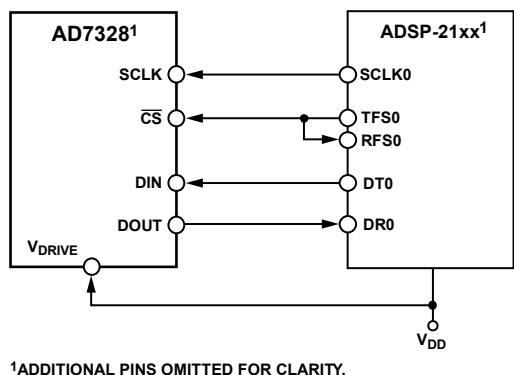 AD7328¹
ADSP-21xx¹
SCLK
SCLK0
CS
TFS0
RFS0
DIN
DT0
DOUT
DR0
VDRIVE
VDD
¹ADDITIONAL PINS OMITTED FOR CLARITY.